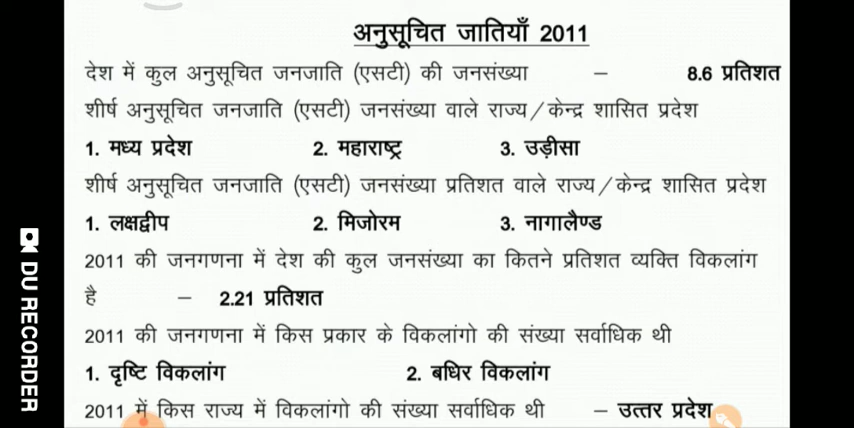 अनुसूचित जातियाँ 2011
देश में कुल अनुसूचित जनजाति (एसटी) की जनसंख्या – 8.6 प्रतिशत
शीर्ष अनुसूचित जनजाति (एसटी) जनसंख्या वाले राज्य/केन्द्र शासित प्रदेश
1. मध्य प्रदेश 2. महाराष्ट्र 3. उड़ीसा
शीर्ष अनुसूचित जनजाति (एसटी) जनसंख्या प्रतिशत वाले राज्य/केन्द्र शासित प्रदेश
1. लक्षद्वीप 2. मिजोरम 3. नागालैण्ड
2011 की जनगणना में देश की कुल जनसंख्या का कितने प्रतिशत व्यक्ति विकलांग
है – 2.21 प्रतिशत
2011 की जनगणना में किस प्रकार के विकलांगो की संख्या सर्वाधिक थी
1. दृष्टि विकलांग 2. बधिर विकलांग
2011 में किस राज्य में विकलांगो की संख्या सर्वाधिक थी – उत्तर प्रदेश
DU RECORDER